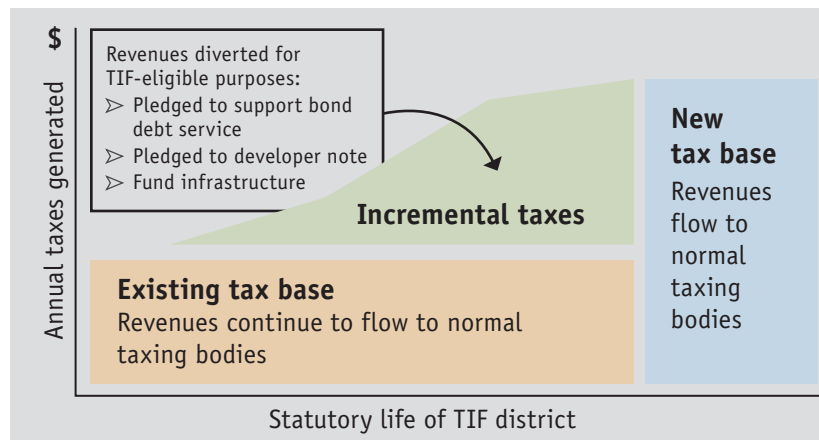 $
Annual taxes generated
Revenues diverted for
TIF-eligible purposes:
➢ Pledged to support bond
debt service
➢ Pledged to developer note
➢ Fund infrastructure
Incremental taxes
Existing tax base
Revenues continue to flow to normal
taxing bodies
New
tax base
Revenues
flow to
normal
taxing
bodies
Statutory life of TIF district